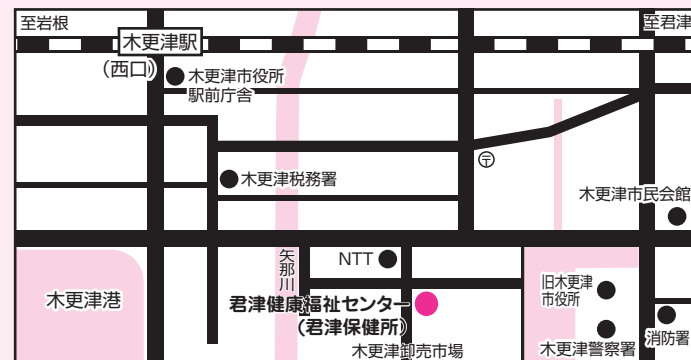 至岩根
至君津
木更津駅
(西口)
木更津市役所
駅前庁舎
〒
木更津税務署
木更津市民会館
矢那川
NTT
木更津港
君津健康福祉センター
(君津保健所)
旧木更津
市役所
木更津卸売市場
木更津警察署
消防署